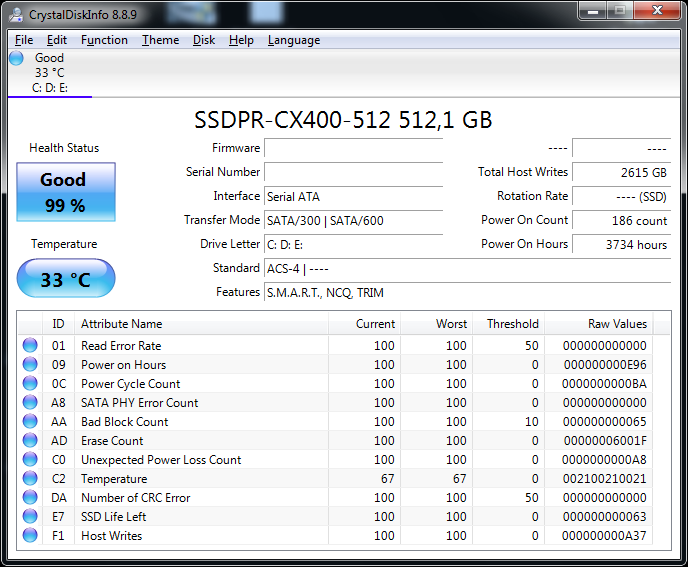 CrystalDiskInfo 8.8.9
File Edit Function Theme Disk Help Language
Good
33 °C
C: D: E:
SSDPR-CX400-512 512,1 GB
Health Status
Good
99 %
Temperature
33 °C
Firmware
Serial Number
Interface Serial ATA
Transfer Mode SATA/300 | SATA/600
Drive Letter C: D: E:
Standard ACS-4 | ----
Features S.M.A.R.T., NCQ, TRIM
---- ----
Total Host Writes 2615 GB
Rotation Rate ---- (SSD)
Power On Count 186 count
Power On Hours 3734 hours
ID Attribute Name Current Worst Threshold Raw Values
01 Read Error Rate 100 100 50 000000000000
09 Power on Hours 100 100 0 000000000E96
0C Power Cycle Count 100 100 0 0000000000BA
A8 SATA PHY Error Count 100 100 0 000000000000
AA Bad Block Count 100 100 10 000000000065
AD Erase Count 100 100 0 00000006001F
C0 Unexpected Power Loss Count 100 100 0 0000000000A8
C2 Temperature 67 67 0 002100210021
DA Number of CRC Error 100 100 50 000000000000
E7 SSD Life Left 100 100 0 000000000063
F1 Host Writes 100 100 0 000000000A37